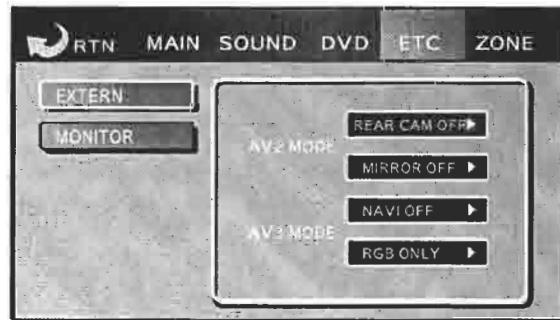 RTN MAIN SOUND DVD ETC ZONE
EXTERN
MONITOR
AV2 MODE
REAR CAM OFF
MIRROR OFF
AV2 MODE
NAVI OFF
RGB ONLY